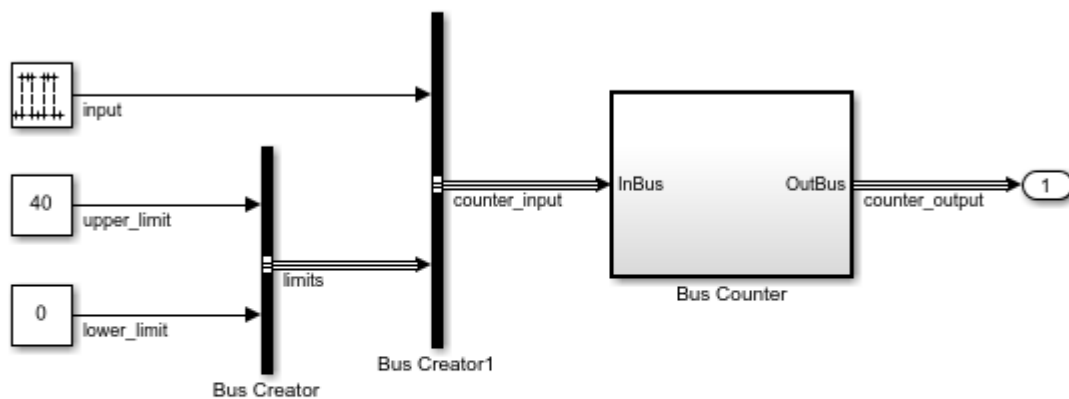 input
40
upper_limit
0
lower_limit
limits
Bus Creator
Bus Creator1
counter_input
InBus
OutBus
Bus Counter
counter_output
1